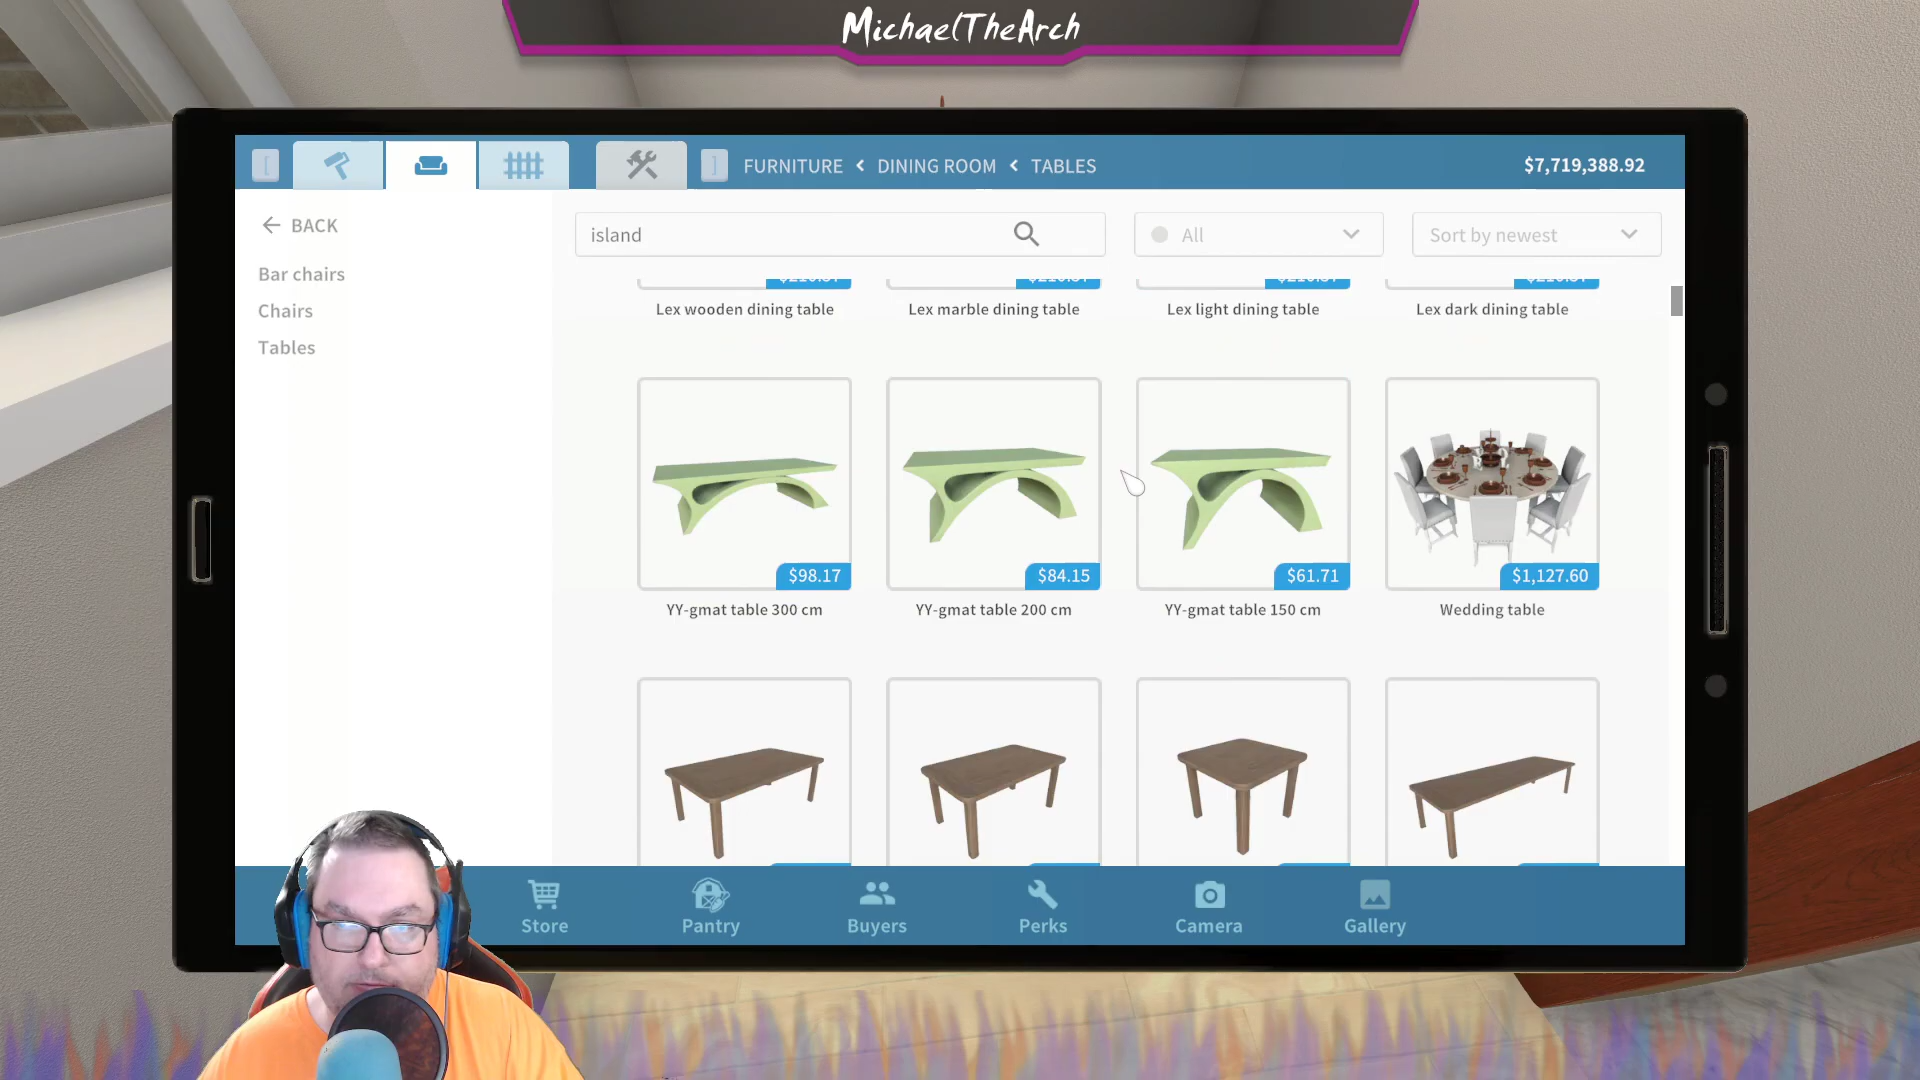 MichaelTheArch
[ ] FURNITURE < DINING ROOM < TABLES $7,719,388.92
BACK
Bar chairs
Chairs
Tables
island
All
Sort by newest
Lex wooden dining table
Lex marble dining table
Lex light dining table
Lex dark dining table
$98.17
$84.15
$61.71
$1,127.60
YY-gmat table 300 cm
YY-gmat table 200 cm
YY-gmat table 150 cm
Wedding table
Store
Pantry
Buyers
Perks
Camera
Gallery